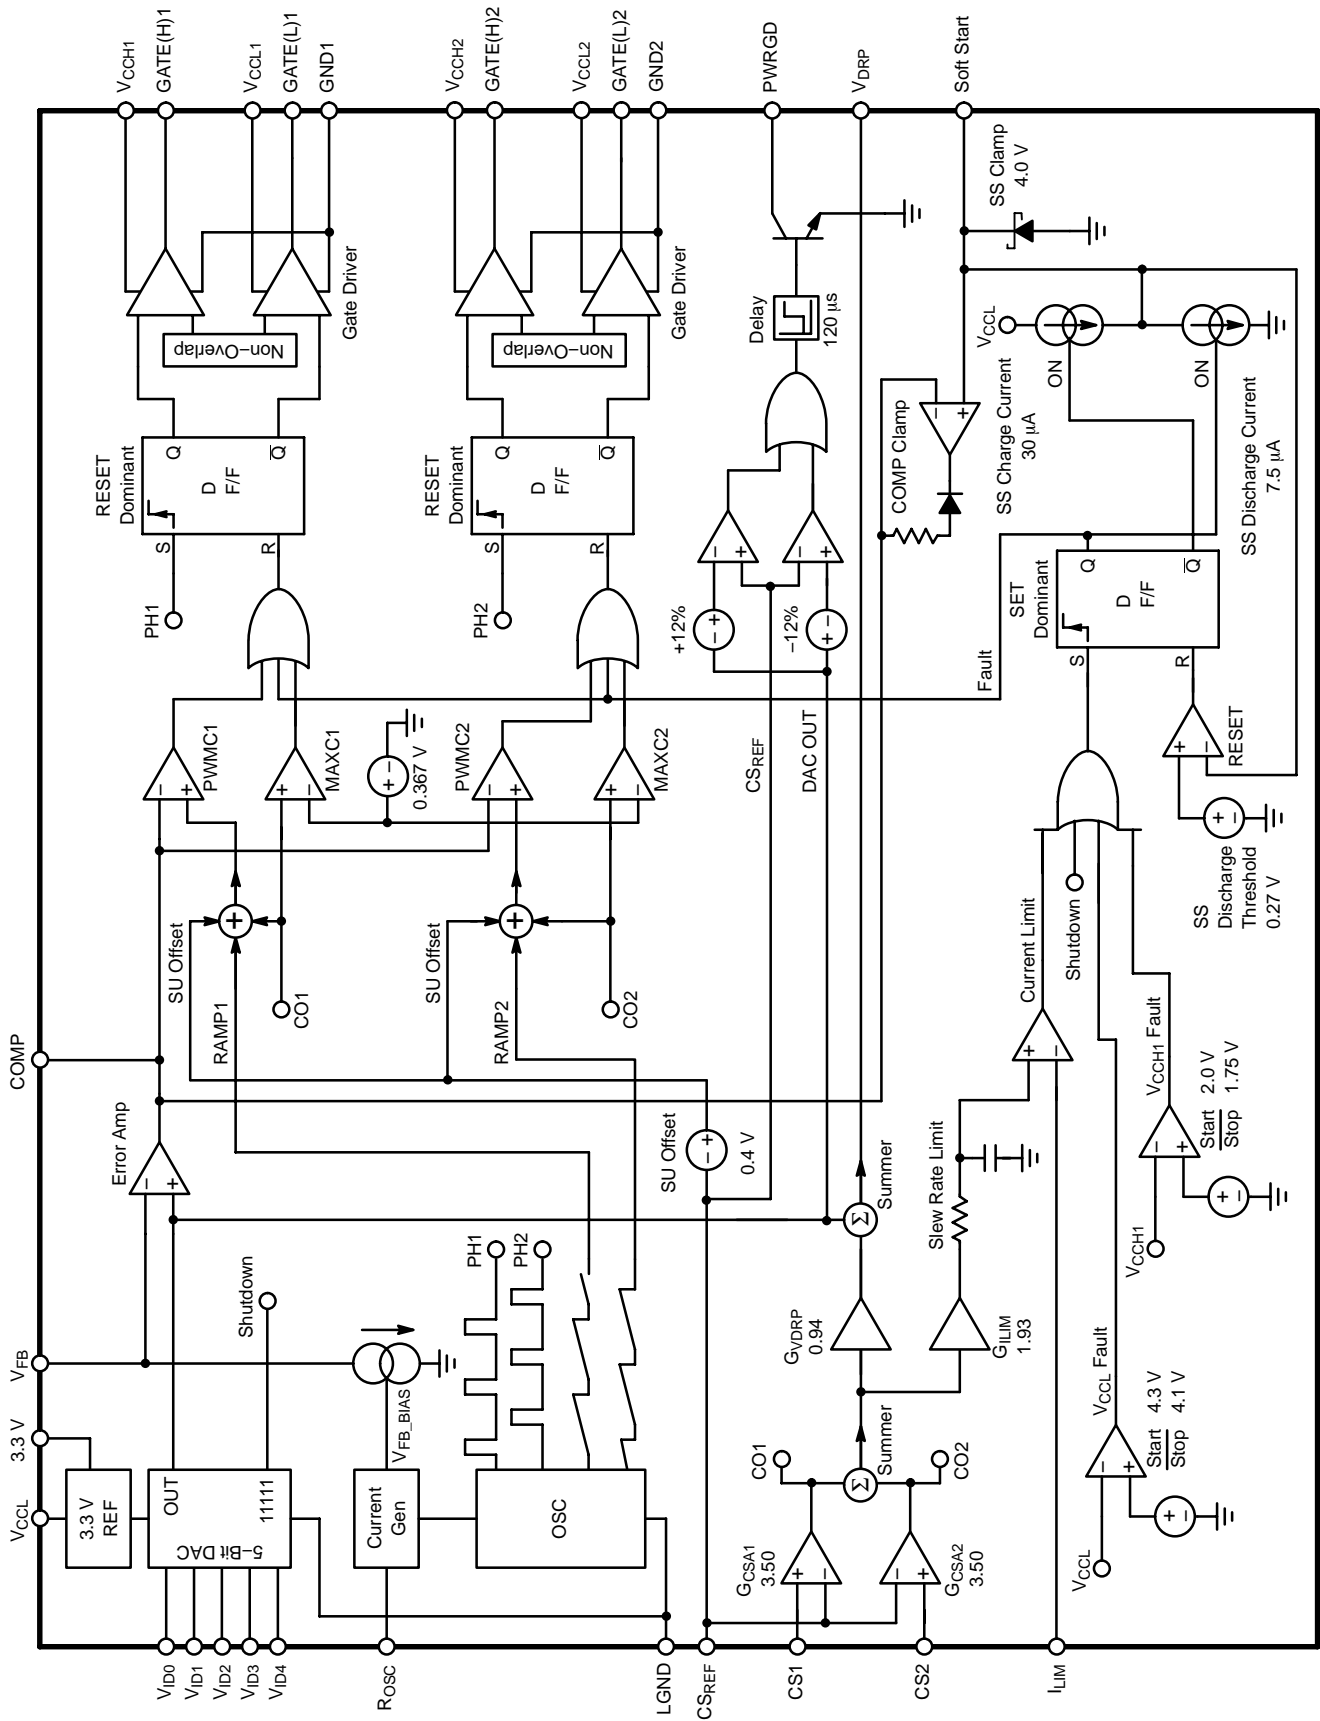 VCCH1
GATE(H)1
VCCL1
GATE(L)1
GND1
VCCH2
GATE(H)2
VCCL2
GATE(L)2
GND2
PWRGD
VDRP
Soft Start
Gate Driver
Non−Overlap
Gate Driver
Non−Overlap
SS Clamp
4.0 V
Delay
120 μs
VCCL
ON
ON
SS Charge Current
30 μA
SS Discharge Current
7.5 μA
COMP Clamp
−
+
RESET
Dominant
S
R
D
F/F
Q
Q
PH1
RESET
Dominant
S
R
D
F/F
Q
Q
PH2
+12%
− +
−12%
+ −
−
+
−
+
CSREF
DAC OUT
SET
Dominant
S
R
D
F/F
Q
Q
Fault
−
+
PWMC1
+
−
MAXC1
+ −
0.367 V
−
+
PWMC2
+
−
MAXC2
+
−
RESET
+ −
SS
Discharge
Threshold
0.27 V
Shutdown
Current Limit
SU Offset
+
RAMP1
CO1
SU Offset
+
RAMP2
CO2
COMP
Error Amp
−
+
SU Offset
− +
0.4 V
Σ
Summer
Slew Rate Limit
+
−
VCCH1 Fault
Start 2.0 V
Stop 1.75 V
−
+
+ −
VCCH1
VFB
Shutdown
PH1
PH2
GVDRP
0.94
GILIM
1.93
VCCL Fault
Start 4.3 V
Stop 4.1 V
−
+
+ −
VCCL
3.3 V
VCCL
3.3 V
REF
OUT
11111
5−Bit DAC
VFB_BIAS
Current
Gen
OSC
CO1
Σ
Summer
CO2
GCSA1
3.50
+
−
GCSA2
3.50
−
+
VID0
VID1
VID2
VID3
VID4
ROSC
LGND
CSREF
CS1
CS2
ILIM